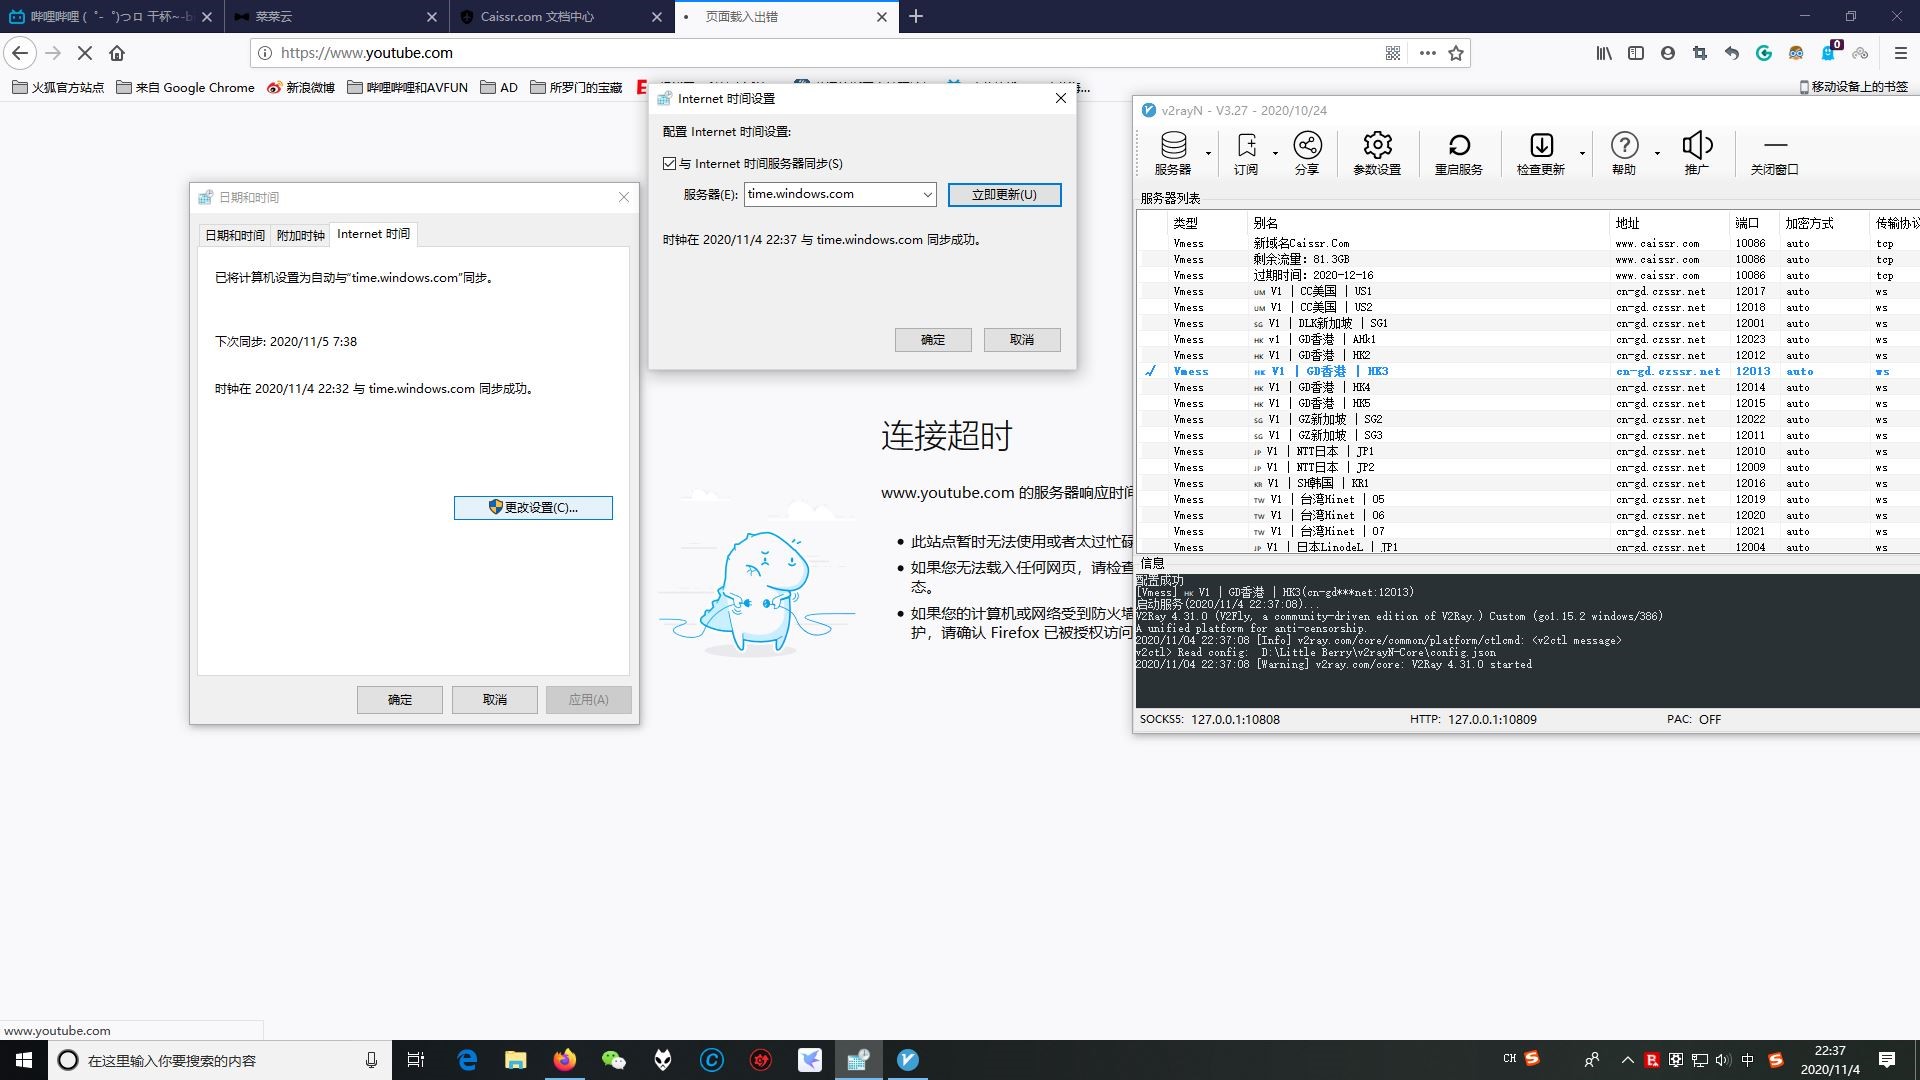 哔哩哔哩 (゜-゜)つロ 干杯~-b
菜菜云
Caissr.com 文档中心
页面载入出错
https://www.youtube.com
0
火狐官方站点
来自 Google Chrome
新浪微博
哔哩哔哩和AVFUN
AD
所罗门的宝藏
移动设备上的书签
Internet 时间设置
配置 Internet 时间设置:
与 Internet 时间服务器同步(S)
服务器(E):
time.windows.com
立即更新(U)
时钟在 2020/11/4 22:37 与 time.windows.com 同步成功。
确定
取消
日期和时间
日期和时间
附加时钟
Internet 时间
已将计算机设置为自动与"time.windows.com"同步。
下次同步: 2020/11/5 7:38
时钟在 2020/11/4 22:32 与 time.windows.com 同步成功。
更改设置(C)...
确定
取消
应用(A)
连接超时
www.youtube.com 的服务器响应时间
此站点暂时无法使用或者太过忙碌
如果您无法载入任何网页，请检查
态。
如果您的计算机或网络受到防火墙
护，请确认 Firefox 已被授权访问
v2rayN - V3.27 - 2020/10/24
服务器
订阅
分享
参数设置
重启服务
检查更新
帮助
推广
关闭窗口
服务器列表
类型 别名 地址 端口 加密方式 传输协议
Vmess 新域名Caissr.Com www.caissr.com 10086 auto tcp
Vmess 剩余流量：81.3GB www.caissr.com 10086 auto tcp
Vmess 过期时间：2020-12-16 www.caissr.com 10086 auto tcp
Vmess UM V1 | CC美国 | US1 cn-gd.czssr.net 12017 auto ws
Vmess UM V1 | CC美国 | US2 cn-gd.czssr.net 12018 auto ws
Vmess SG V1 | DLK新加坡 | SG1 cn-gd.czssr.net 12001 auto ws
Vmess HK v1 | GD香港 | AHk1 cn-gd.czssr.net 12023 auto ws
Vmess HK V1 | GD香港 | HK2 cn-gd.czssr.net 12012 auto ws
Vmess HK V1 | GD香港 | HK3 cn-gd.czssr.net 12013 auto ws
Vmess HK V1 | GD香港 | HK4 cn-gd.czssr.net 12014 auto ws
Vmess HK V1 | GD香港 | HK5 cn-gd.czssr.net 12015 auto ws
Vmess SG V1 | GZ新加坡 | SG2 cn-gd.czssr.net 12022 auto ws
Vmess SG V1 | GZ新加坡 | SG3 cn-gd.czssr.net 12011 auto ws
Vmess JP V1 | NTT日本 | JP1 cn-gd.czssr.net 12010 auto ws
Vmess JP V1 | NTT日本 | JP2 cn-gd.czssr.net 12009 auto ws
Vmess KR V1 | SH韩国 | KR1 cn-gd.czssr.net 12016 auto ws
Vmess TW V1 | 台湾Hinet | 05 cn-gd.czssr.net 12019 auto ws
Vmess TW V1 | 台湾Hinet | 06 cn-gd.czssr.net 12020 auto ws
Vmess TW V1 | 台湾Hinet | 07 cn-gd.czssr.net 12021 auto ws
Vmess JP V1 | 日本LinodeL | JP1 cn-gd.czssr.net 12004 auto ws
信息
配置成功
[Vmess] HK V1 | GD香港 | HK3(cn-gd***net:12013)
启动服务(2020/11/4 22:37:08)...
V2Ray 4.31.0 (V2Fly, a community-driven edition of V2Ray.) Custom (go1.15.2 windows/386)
A unified platform for anti-censorship.
2020/11/04 22:37:08 [Info] v2ray.com/core/common/platform/ctlcmd: <v2ctl message>
v2ctl> Read config: D:\Little Berry\v2rayN-Core\config.json
2020/11/04 22:37:08 [Warning] v2ray.com/core: V2Ray 4.31.0 started
SOCKS5: 127.0.0.1:10808 HTTP: 127.0.0.1:10809 PAC: OFF
www.youtube.com
在这里输入你要搜索的内容
CH
中
22:37
2020/11/4